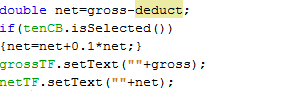 double net=gross-deduct;
if(tenCB.isSelected())
{net=net+0.1*net;}
grossTF.setText(""+gross);
netTF.setText(""+net);